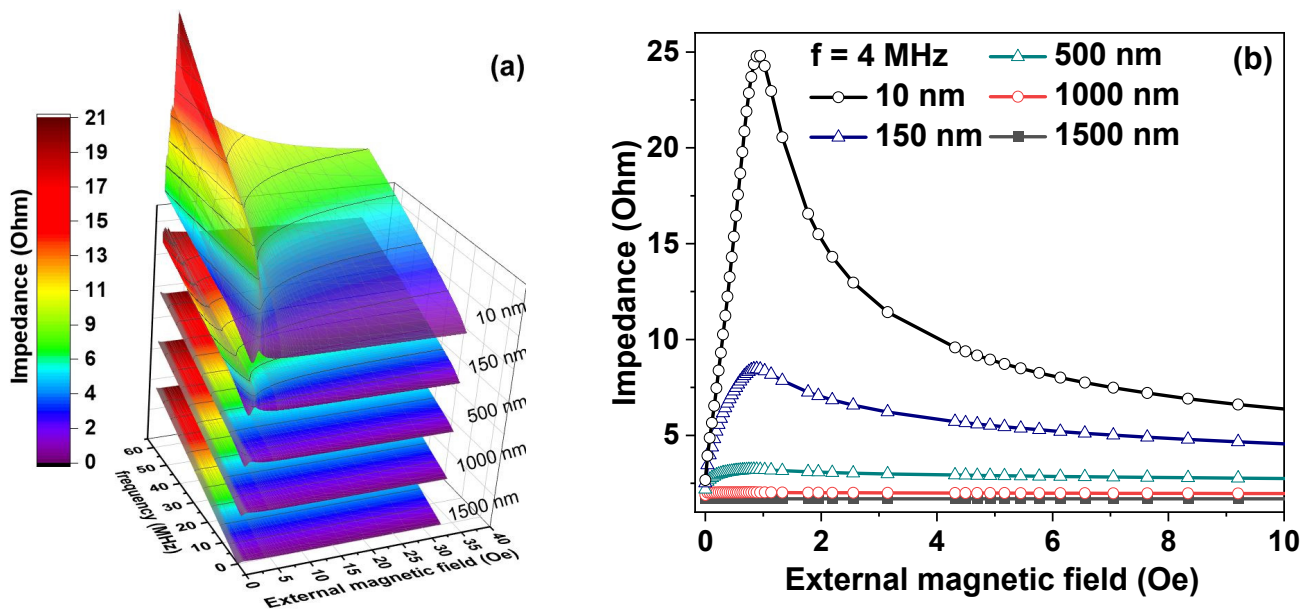 (a)
Impedance (Ohm)
21
19
17
15
13
11
9
7
6
4
2
0
10 nm
150 nm
500 nm
1000 nm
1500 nm
60
50
40
30
20
10
0
frequency (MHz)
0
5
10
15
20
25
30
35
40
External magnetic field (Oe)
(b)
f = 4 MHz
10 nm
150 nm
500 nm
1000 nm
1500 nm
Impedance (Ohm)
25
20
15
10
5
0 2 4 6 8 10
External magnetic field (Oe)